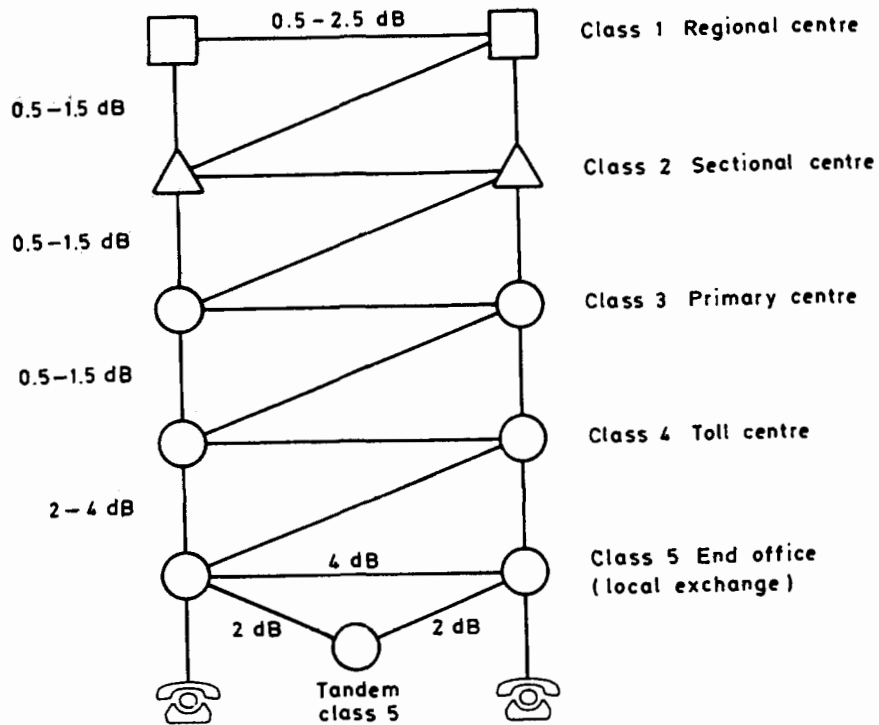 0.5–2.5 dB
Class 1 Regional centre
0.5–1.5 dB
Class 2 Sectional centre
0.5–1.5 dB
Class 3 Primary centre
0.5–1.5 dB
Class 4 Toll centre
2–4 dB
4 dB
Class 5 End office
(local exchange)
2 dB
2 dB
Tandem
class 5